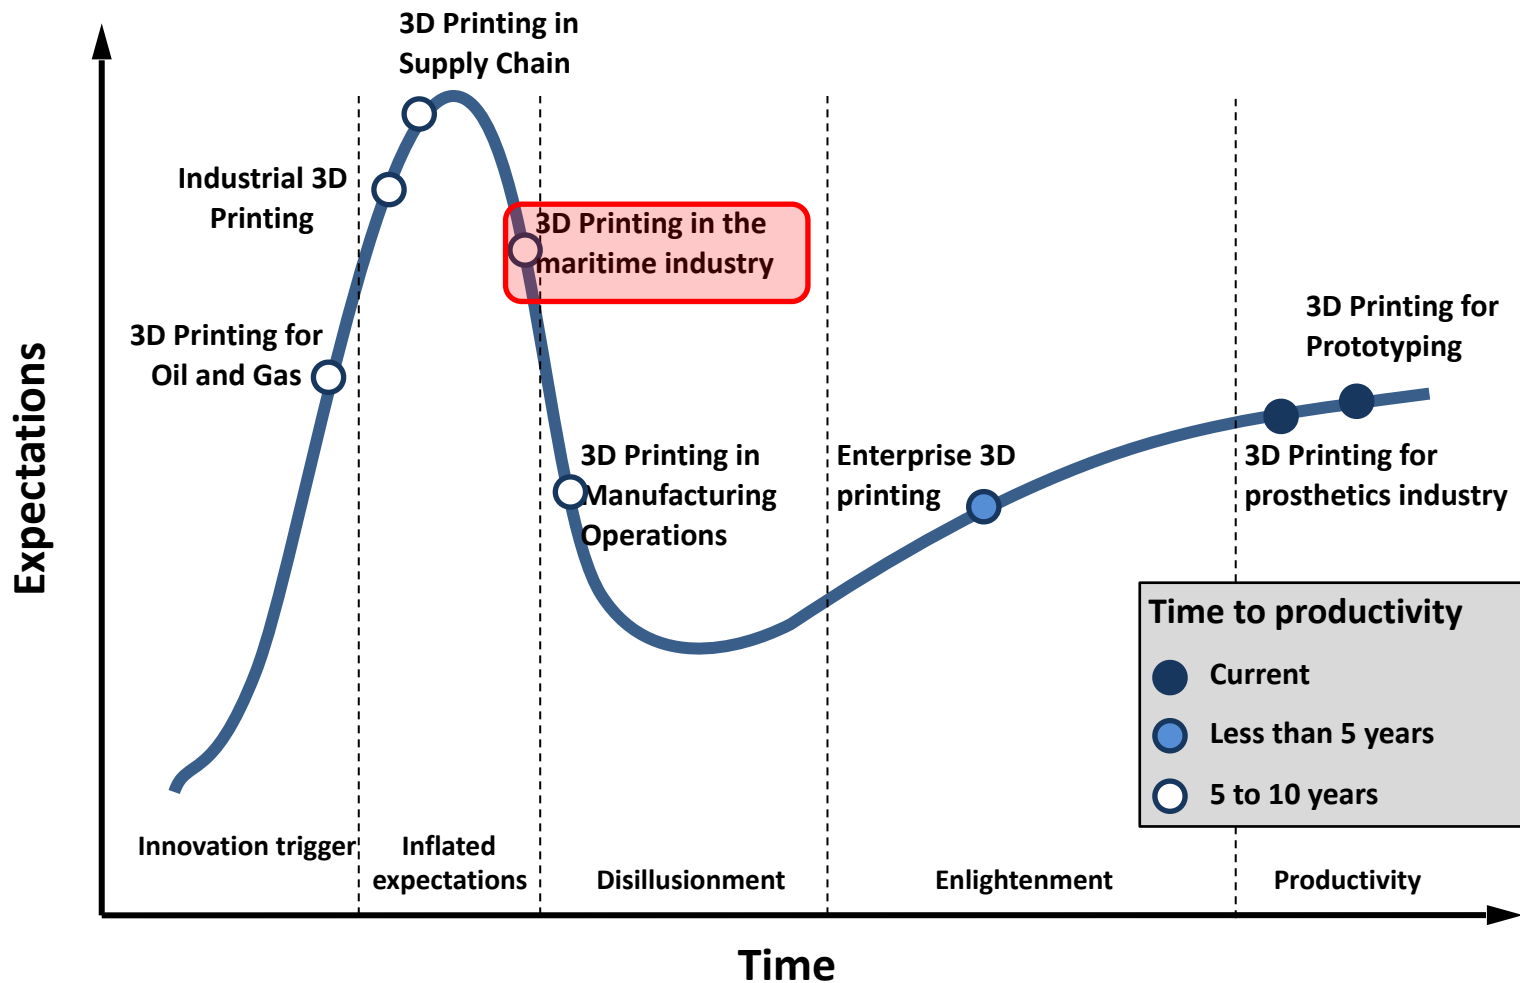 3D Printing in
Supply Chain
Industrial 3D
Printing
3D Printing in the
maritime industry
3D Printing for
Oil and Gas
3D Printing for
Prototyping
Expectations
3D Printing in
Manufacturing
Operations
Enterprise 3D
printing
3D Printing for
prosthetics industry
Time to productivity
Current
Less than 5 years
5 to 10 years
Innovation trigger
Inflated
expectations
Disillusionment
Enlightenment
Productivity
Time